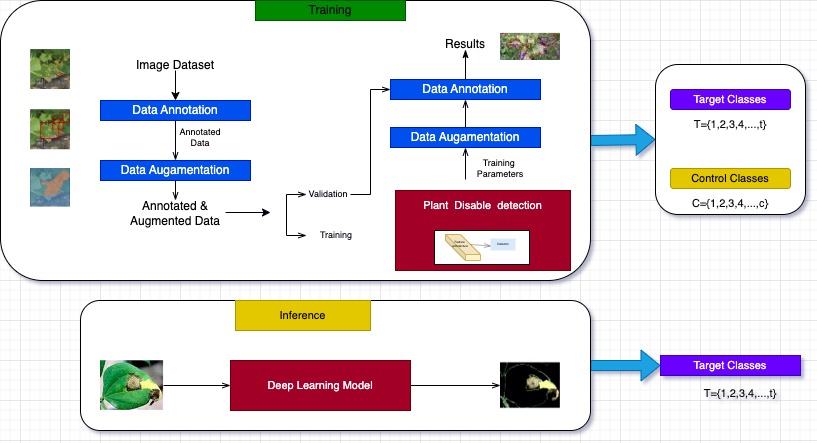 Training
Image Dataset
Data Annotation
Annotated
Data
Data Augamentation
Annotated &
Augmented Data
Validation
Training
Results
Data Annotation
Data Augamentation
Training
Parameters
Plant Disable detection
Target Classes
T={1,2,3,4,...,t}
Control Classes
C={1,2,3,4,...,c}
Inference
Deep Learning Model
Target Classes
T={1,2,3,4,...,t}